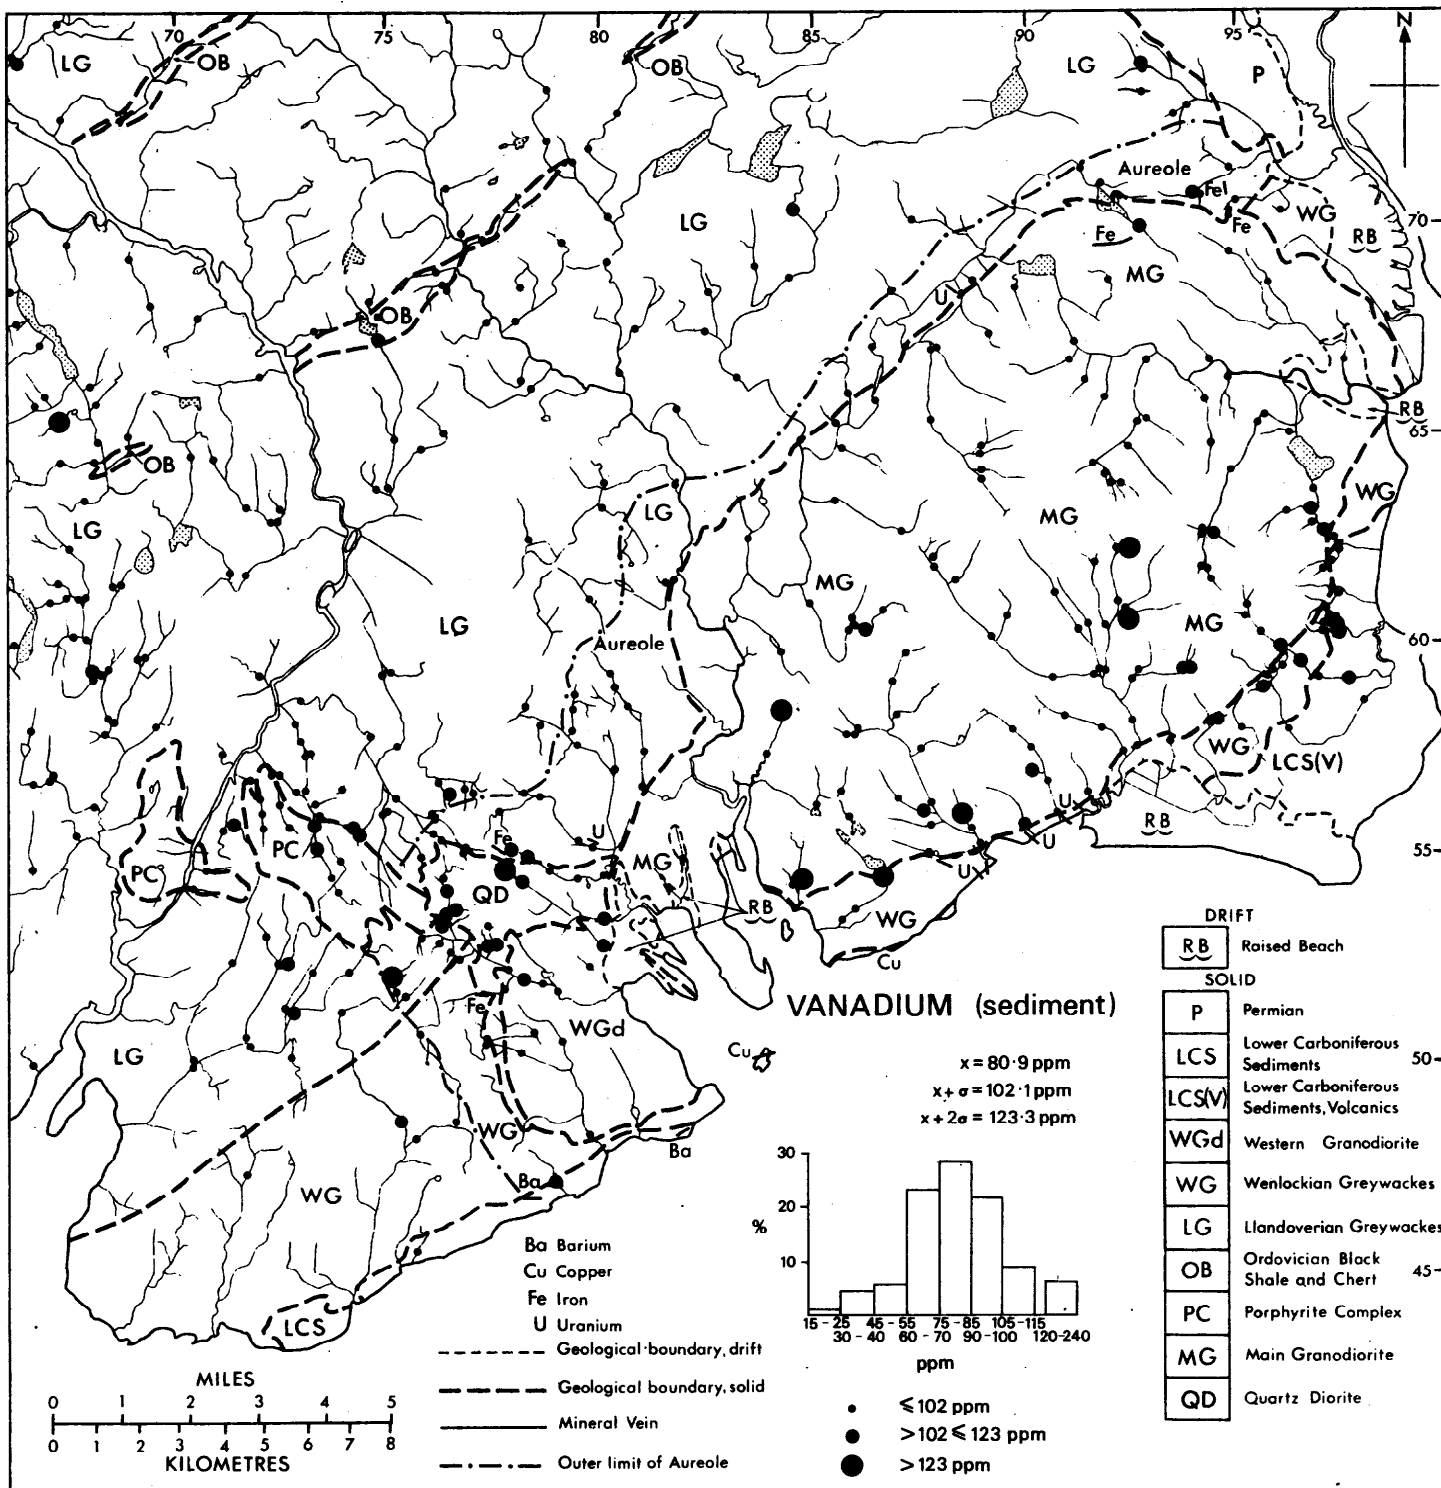 70 75 80 85 90 95
N
LG OB OB LG P
Aureole
Fe
WG
LG
70
RB
Fe Fe
MG
U
OB
RB
65
OB
WG
LG
LG
MG
MG
LG
MG
60
Aureole
WG
LCS(V)
U
U
RB
Fe
U
U
55
PC
MG
PC
QD
RB
WG
Cu
Fe
WGd
LG
Cu
50
WG
Ba
Ba
WG
LCS
45
VANADIUM (sediment)
x = 80·9 ppm
x + σ = 102·1 ppm
x + 2σ = 123·3 ppm
30
20
%
10
15 - 25 45 - 55 75 - 85 105 - 115
30 - 40 60 - 70 90 - 100 120-240
ppm
≤ 102 ppm
> 102 ≤ 123 ppm
> 123 ppm
Ba Barium
Cu Copper
Fe Iron
U Uranium
Geological boundary, drift
Geological boundary, solid
Mineral Vein
Outer limit of Aureole
MILES
0 1 2 3 4 5
0 1 2 3 4 5 6 7 8
KILOMETRES
DRIFT
RB Raised Beach
SOLID
P Permian
LCS Lower Carboniferous
Sediments
LCS(V) Lower Carboniferous
Sediments, Volcanics
WGd Western Granodiorite
WG Wenlockian Greywackes
LG Llandoverian Greywackes
OB Ordovician Black
Shale and Chert
PC Porphyrite Complex
MG Main Granodiorite
QD Quartz Diorite